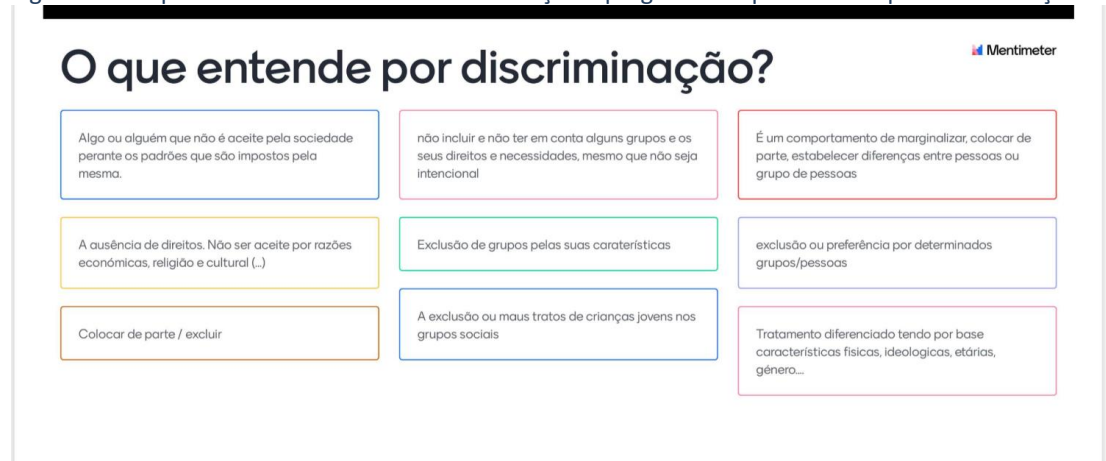 O que entende por discriminação?
Mentimeter
Algo ou alguém que não é aceite pela sociedade
perante os padrões que são impostos pela
mesma.
não incluir e não ter em conta alguns grupos e os
seus direitos e necessidades, mesmo que não seja
intencional
É um comportamento de marginalizar, colocar de
parte, estabelecer diferenças entre pessoas ou
grupo de pessoas
A ausência de direitos. Não ser aceite por razões
económicas, religião e cultural (...)
Exclusão de grupos pelas suas caraterísticas
exclusão ou preferência por determinados
grupos/pessoas
Colocar de parte / excluir
A exclusão ou maus tratos de crianças jovens nos
grupos sociais
Tratamento diferenciado tendo por base
características fisicas, ideologicas, etárias,
género....